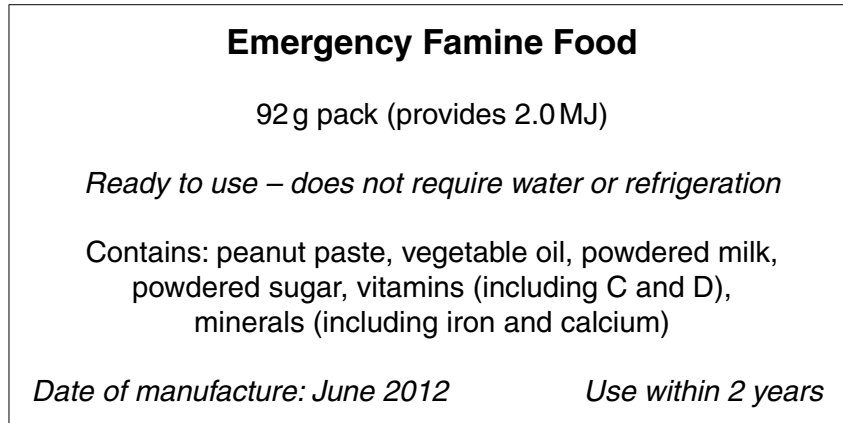 Emergency Famine Food
92 g pack (provides 2.0 MJ)
Ready to use – does not require water or refrigeration
Contains: peanut paste, vegetable oil, powdered milk,
powdered sugar, vitamins (including C and D),
minerals (including iron and calcium)
Date of manufacture: June 2012 Use within 2 years